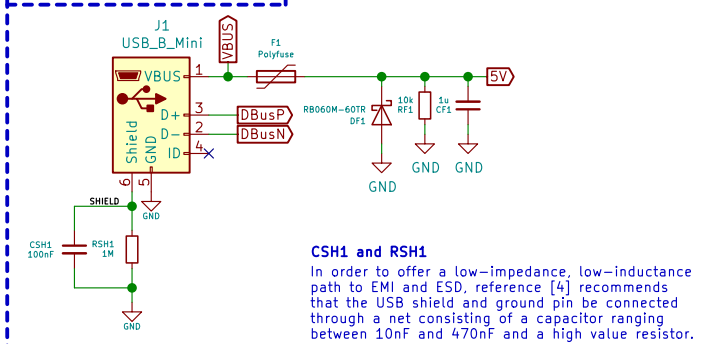 J1
USB_B_Mini
VBUS
F1
Polyfuse
VBUS
1
5V
D+
3
DBusP
D-
2
DBusN
ID
4
Shield
GND
6
5
RB060M-60TR
DF1
10k
RF1
1u
CF1
GND
GND
GND
SHIELD
GND
CSH1
100nF
RSH1
1M
GND
CSH1 and RSH1
In order to offer a low-impedance, low-inductance
path to EMI and ESD, reference [4] recommends
that the USB shield and ground pin be connected
through a net consisting of a capacitor ranging
between 10nF and 470nF and a high value resistor.